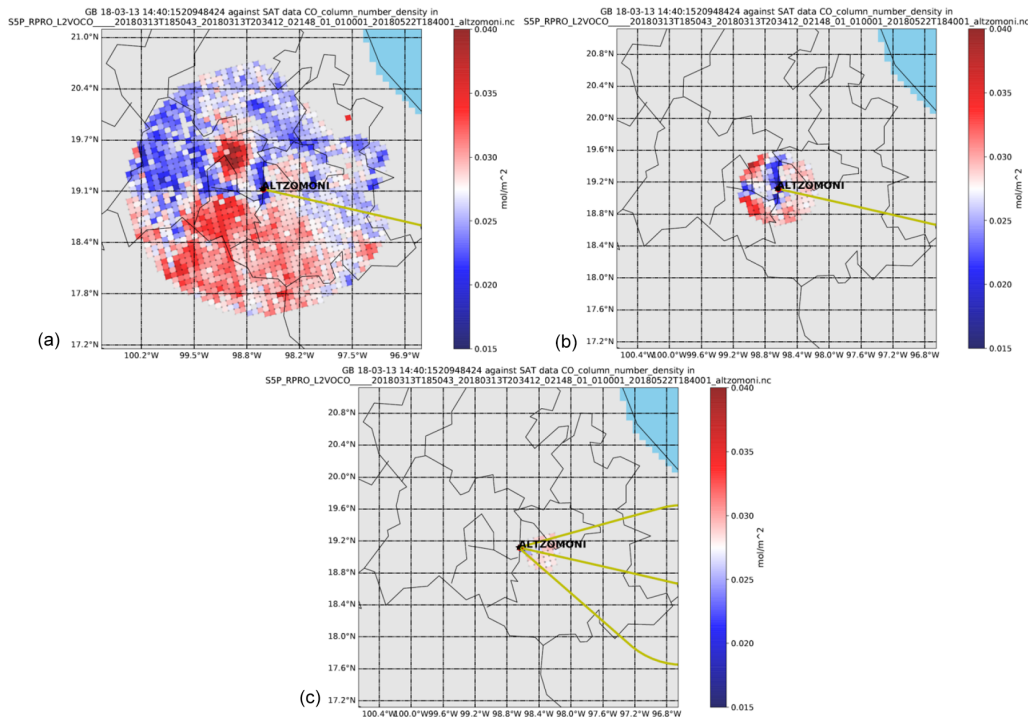 GB 18-03-13 14:40:1520948424 against SAT data CO_column_number_density in
S5P_RPRO_L2VOCO____20180313T185043_20180313T203412_02148_01_010001_20180522T184001_altzomoni.nc
21.0°N
20.4°N
19.7°N
19.1°N
18.4°N
17.8°N
17.2°N
100.2°W 99.5°W 98.8°W 98.2°W 97.5°W 96.9°W
ALTZOMONI
0.040
0.035
0.030
0.025
0.020
0.015
mol/m^2
(a)
GB 18-03-13 14:40:1520948424 against SAT data CO_column_number_density in
S5P_RPRO_L2VOCO____20180313T185043_20180313T203412_02148_01_010001_20180522T184001_altzomoni.nc
20.8°N
20.4°N
20.0°N
19.6°N
19.2°N
18.8°N
18.4°N
18.0°N
17.6°N
17.2°N
100.4°W 100.0°W 99.6°W 99.2°W 98.8°W 98.4°W 98.0°W 97.6°W 97.2°W 96.8°W
ALTZOMONI
0.040
0.035
0.030
0.025
0.020
0.015
mol/m^2
(b)
GB 18-03-13 14:40:1520948424 against SAT data CO_column_number_density in
S5P_RPRO_L2VOCO____20180313T185043_20180313T203412_02148_01_010001_20180522T184001_altzomoni.nc
20.8°N
20.4°N
20.0°N
19.6°N
19.2°N
18.8°N
18.4°N
18.0°N
17.6°N
17.2°N
100.4°W 100.0°W 99.6°W 99.2°W 98.8°W 98.4°W 98.0°W 97.6°W 97.2°W 96.8°W
ALTZOMONI
0.040
0.035
0.030
0.025
0.020
0.015
mol/m^2
(c)